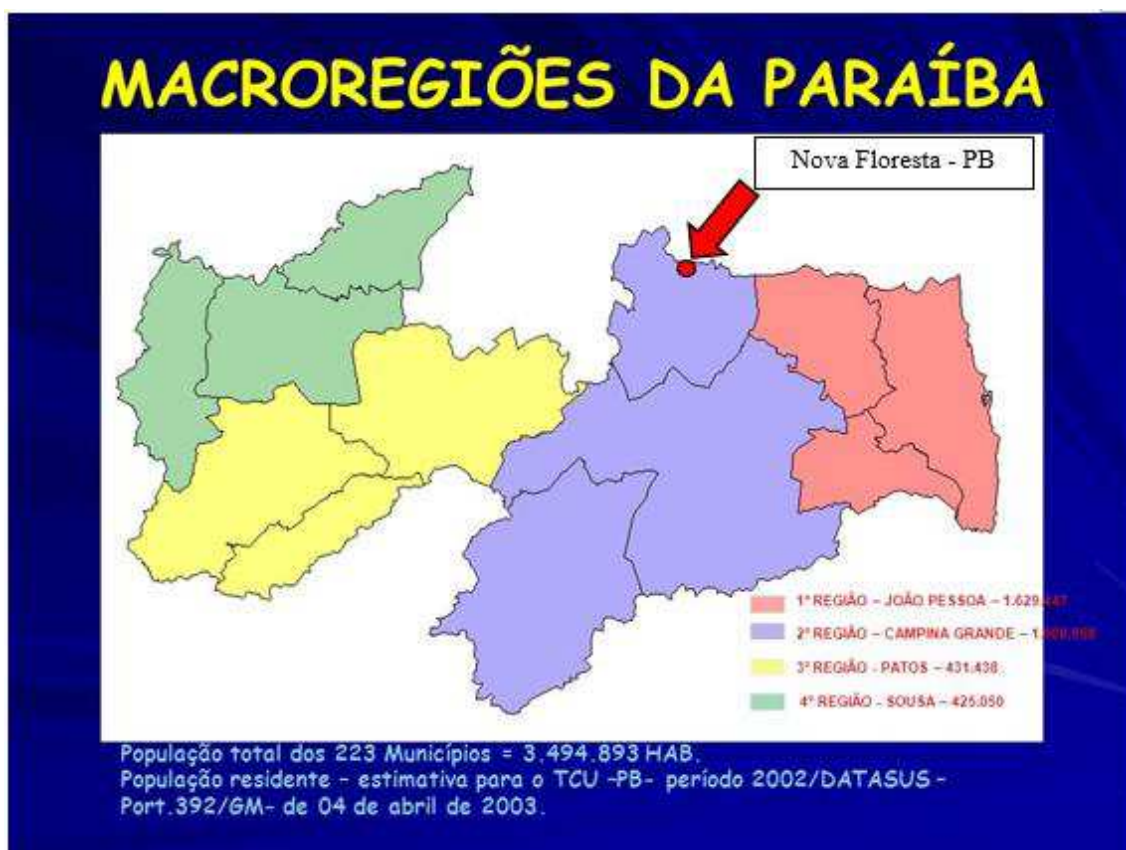 MACROREGIÕES DA PARAÍBA
Nova Floresta - PB
1ª REGIÃO – JOÃO PESSOA –
2ª REGIÃO – CAMPINA GRANDE –
3ª REGIÃO - PATOS – 431.438
4ª REGIÃO - SOUSA – 425.050
População total dos 223 Municípios = 3.494.893 HAB.
População residente – estimativa para o TCU –PB- período 2002/DATASUS –
Port.392/GM- de 04 de abril de 2003.